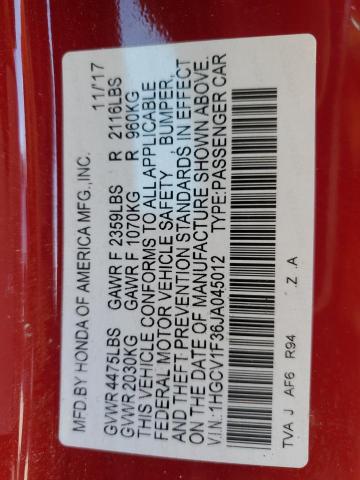 MFD.BY HONDA OF AMERICA MFG.,INC. 11/17
GVWR 4475LBS GAWR F 2359LBS R 2116LBS
GVWR 2030KG GAWR F 1070KG R 960KG
THIS VEHICLE CONFORMS TO ALL APPLICABLE
FEDERAL MOTOR VEHICLE SAFETY BUMPER,
AND THEFT PREVENTION STANDARDS IN EFFECT
ON THE DATE OF MANUFACTURE SHOWN ABOVE.
V.I.N.:1HGCV1F36JA045012 TYPE:PASSENGER CAR
TVA J AF6 R94 .Z .A